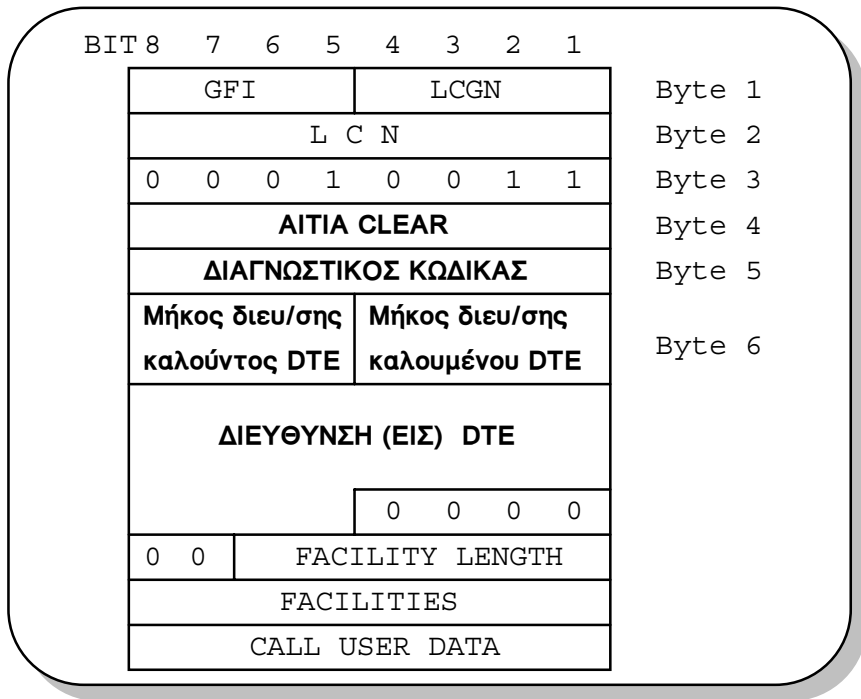 BIT 8 7 6 5 4 3 2 1
GFI LCGN Byte 1
L C N Byte 2
0 0 0 1 0 0 1 1 Byte 3
ΑΙΤΙΑ CLEAR Byte 4
ΔΙΑΓΝΩΣΤΙΚΟΣ ΚΩΔΙΚΑΣ Byte 5
Μήκος διευ/σης Μήκος διευ/σης
καλούντος DTE καλουμένου DTE Byte 6
ΔΙΕΥΘΥΝΣΗ (ΕΙΣ) DTE
0 0 0 0
0 0 FACILITY LENGTH
FACILITIES
CALL USER DATA